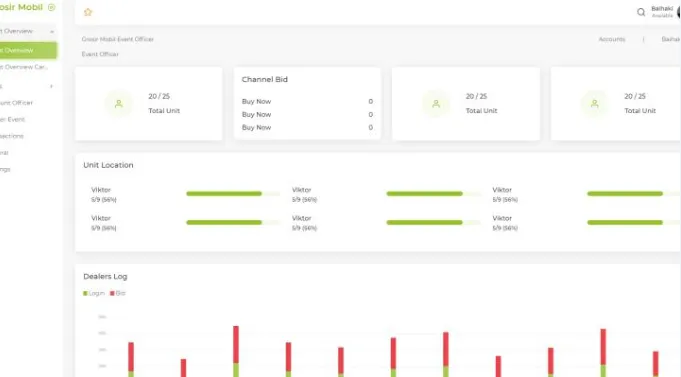 osir Mobil
Baihaki
Available
t Overview
Grosir Mobil Event Officer
Accounts | Baihak
Overview
Event Officer
t Overview Car..
20 / 25
Total Unit
Channel Bid
Buy Now 0
Buy Now 0
Buy Now 0
20 / 25
Total Unit
20 / 25
Total Unit
unt Officer
er Event
sections
ngs
Unit Location
Viktor
5/9 (56%)
Viktor
5/9 (56%)
Viktor
5/9 (56%)
Viktor
5/9 (56%)
Viktor
5/9 (56%)
Viktor
5/9 (56%)
Dealers Log
Login Bid